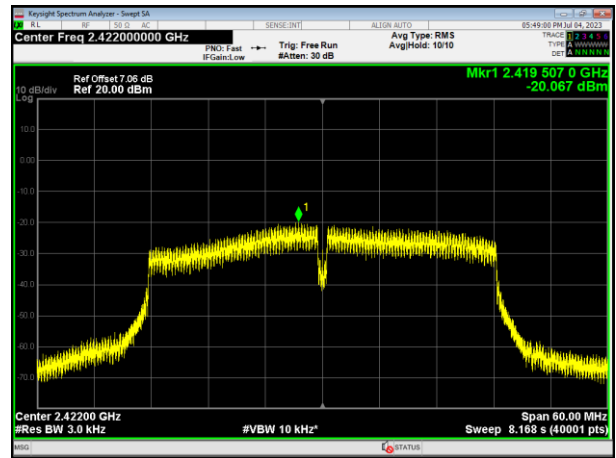 Keysight Spectrum Analyzer - Swept SA
RL RF 50 Ω AC SENSE:INT ALIGN AUTO 05:49:00 PM Jul 04, 2023
Center Freq 2.422000000 GHz
PNO: Fast Trig: Free Run Avg Type: RMS TRACE 1 2 3 4 5 6
IFGain:Low #Atten: 30 dB Avg|Hold: 10/10 TYPE A WWWWW
DET A N N N N N
Ref Offset 7.06 dB Mkr1 2.419 507 0 GHz
10 dB/div Ref 20.00 dBm -20.067 dBm
Log
10.0
0.00
-10.0
1
-20.0
-30.0
-40.0
-50.0
-60.0
-70.0
Center 2.42200 GHz Span 60.00 MHz
#Res BW 3.0 kHz #VBW 10 kHz* Sweep 8.168 s (40001 pts)
MSG STATUS